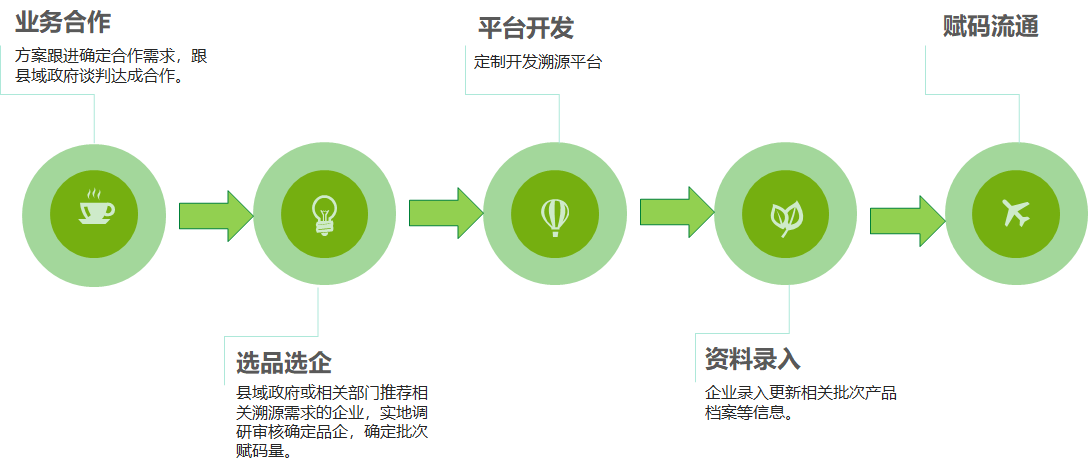 业务合作
方案跟进确定合作需求，跟
县域政府谈判达成合作。
选品选企
县域政府或相关部门推荐相
关溯源需求的企业，实地调
研审核确定品企，确定批次
赋码量。
平台开发
定制开发溯源平台
资料录入
企业录入更新相关批次产品
档案等信息。
赋码流通